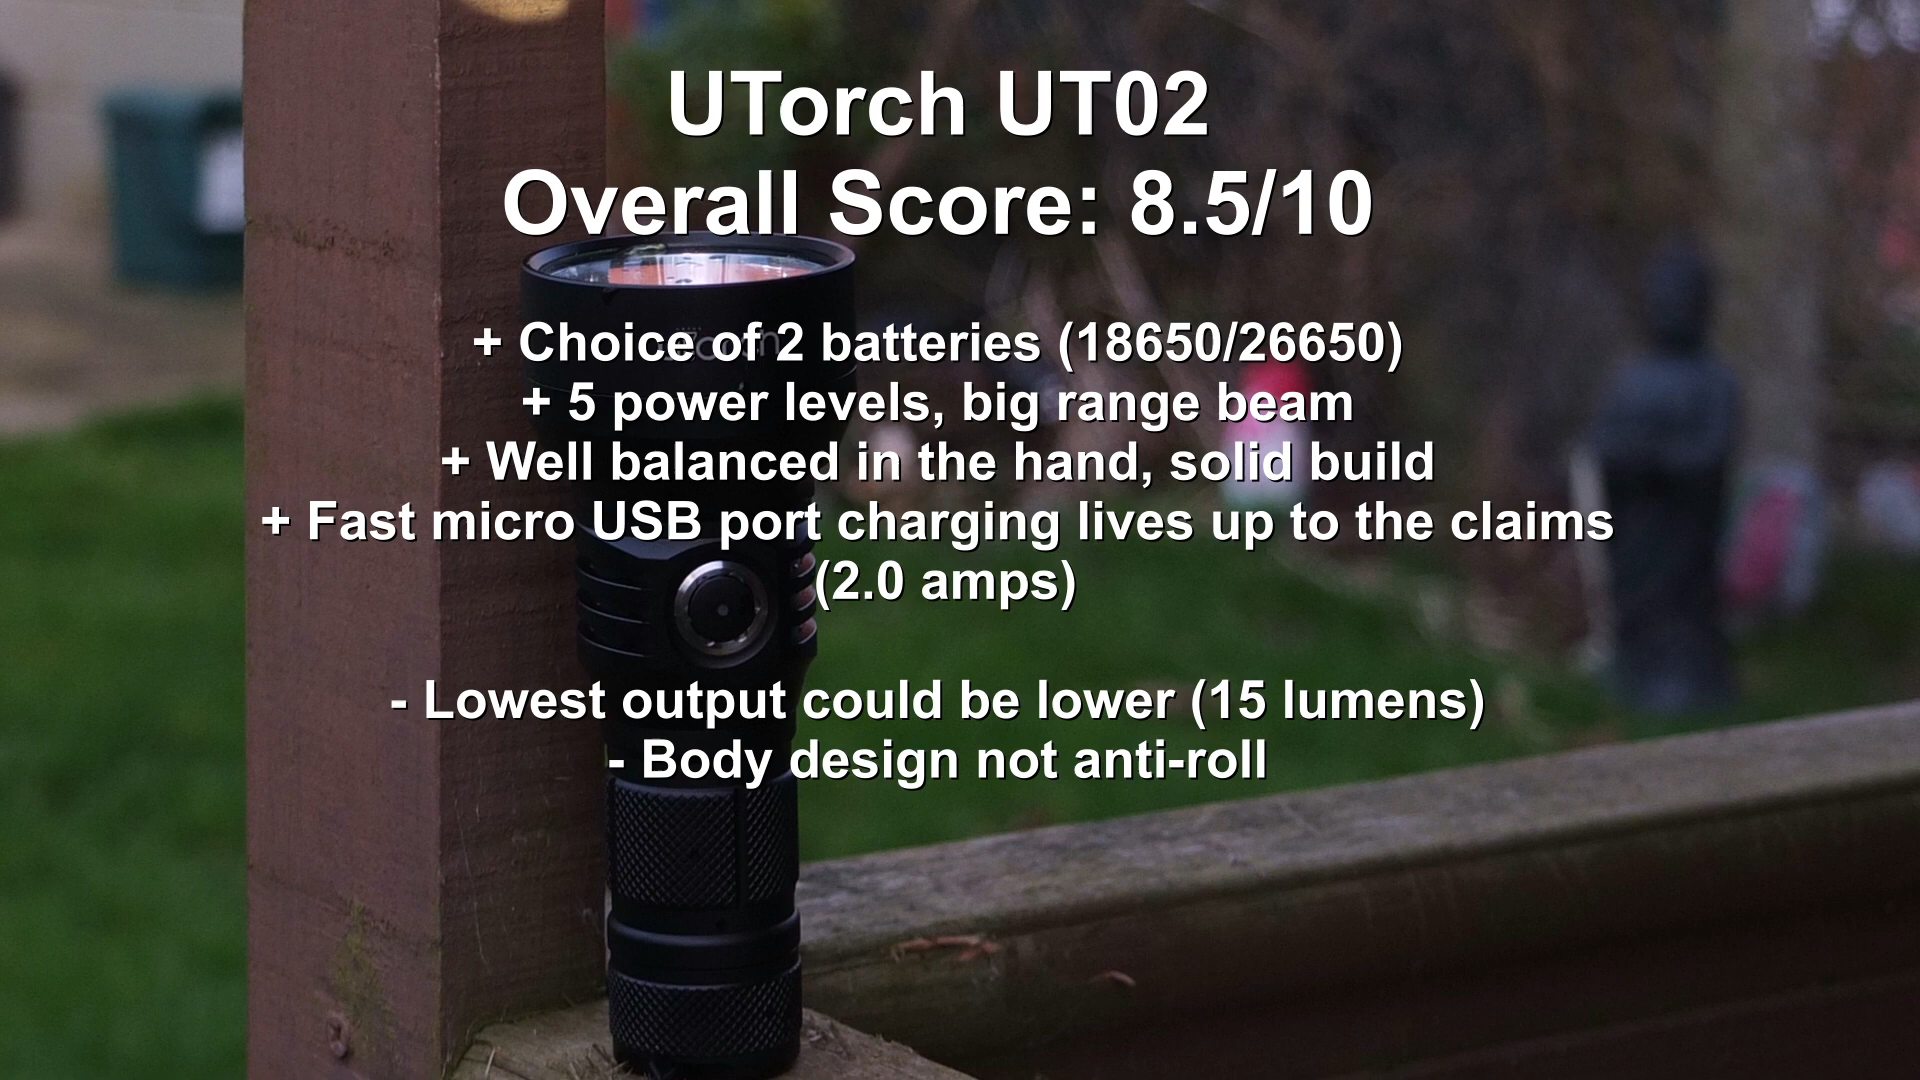 UTorch UT02
Overall Score: 8.5/10
+ Choice of 2 batteries (18650/26650)
+ 5 power levels, big range beam
+ Well balanced in the hand, solid build
+ Fast micro USB port charging lives up to the claims
(2.0 amps)
- Lowest output could be lower (15 lumens)
- Body design not anti-roll